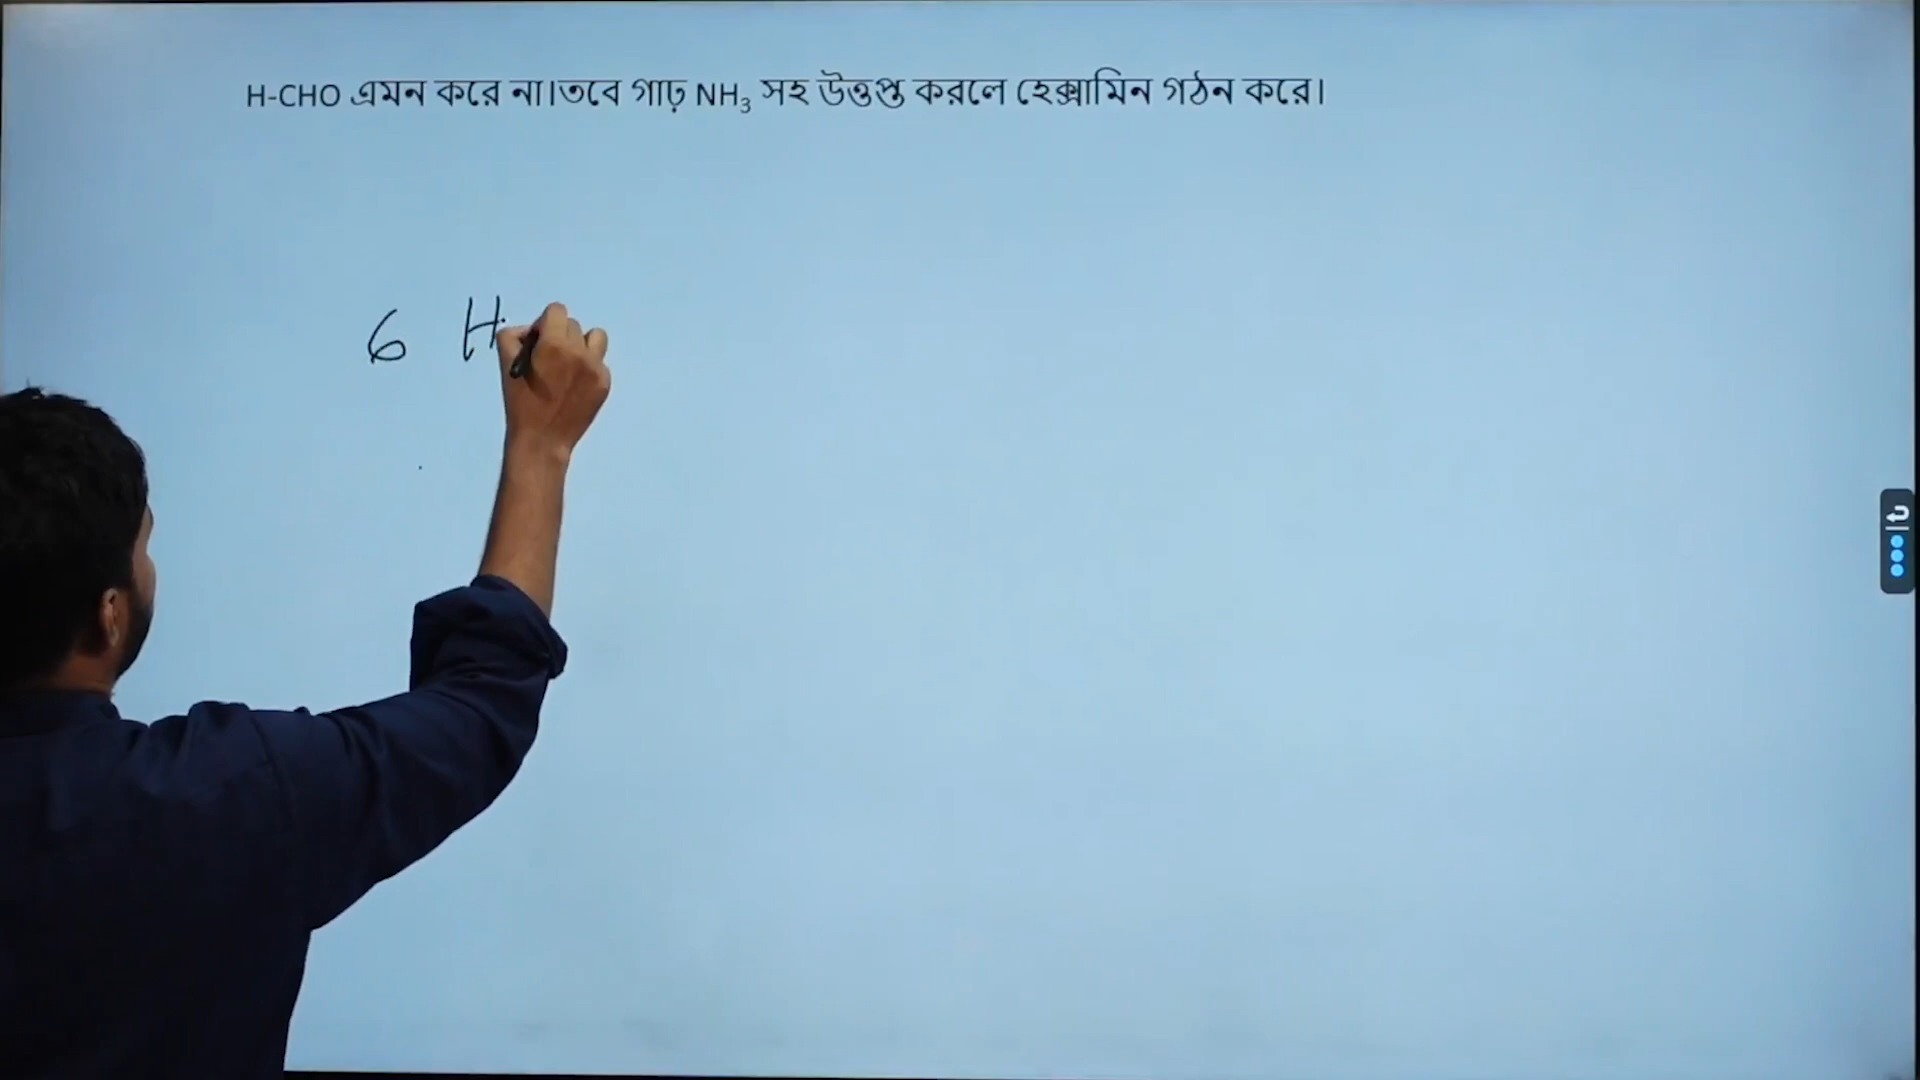 H-CHO এমন করে না।তবে গাঢ় NH₃ সহ উত্তপ্ত করলে হেক্সামিন গঠন করে।
6 H